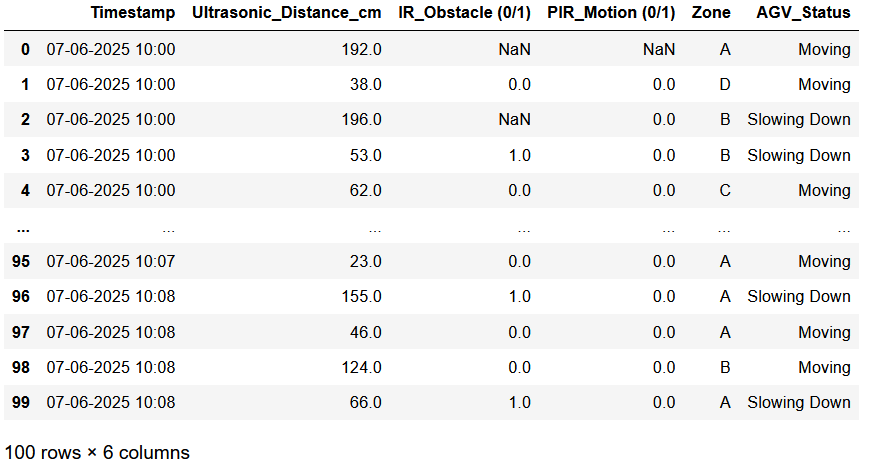 Timestamp Ultrasonic_Distance_cm IR_Obstacle (0/1) PIR_Motion (0/1) Zone AGV_Status
0 07-06-2025 10:00 192.0 NaN NaN A Moving
1 07-06-2025 10:00 38.0 0.0 0.0 D Moving
2 07-06-2025 10:00 196.0 NaN 0.0 B Slowing Down
3 07-06-2025 10:00 53.0 1.0 0.0 B Slowing Down
4 07-06-2025 10:00 62.0 0.0 0.0 C Moving
... ... ... ... ... ... ...
95 07-06-2025 10:07 23.0 0.0 0.0 A Moving
96 07-06-2025 10:08 155.0 1.0 0.0 A Slowing Down
97 07-06-2025 10:08 46.0 0.0 0.0 A Moving
98 07-06-2025 10:08 124.0 0.0 0.0 B Moving
99 07-06-2025 10:08 66.0 1.0 0.0 A Slowing Down
100 rows × 6 columns